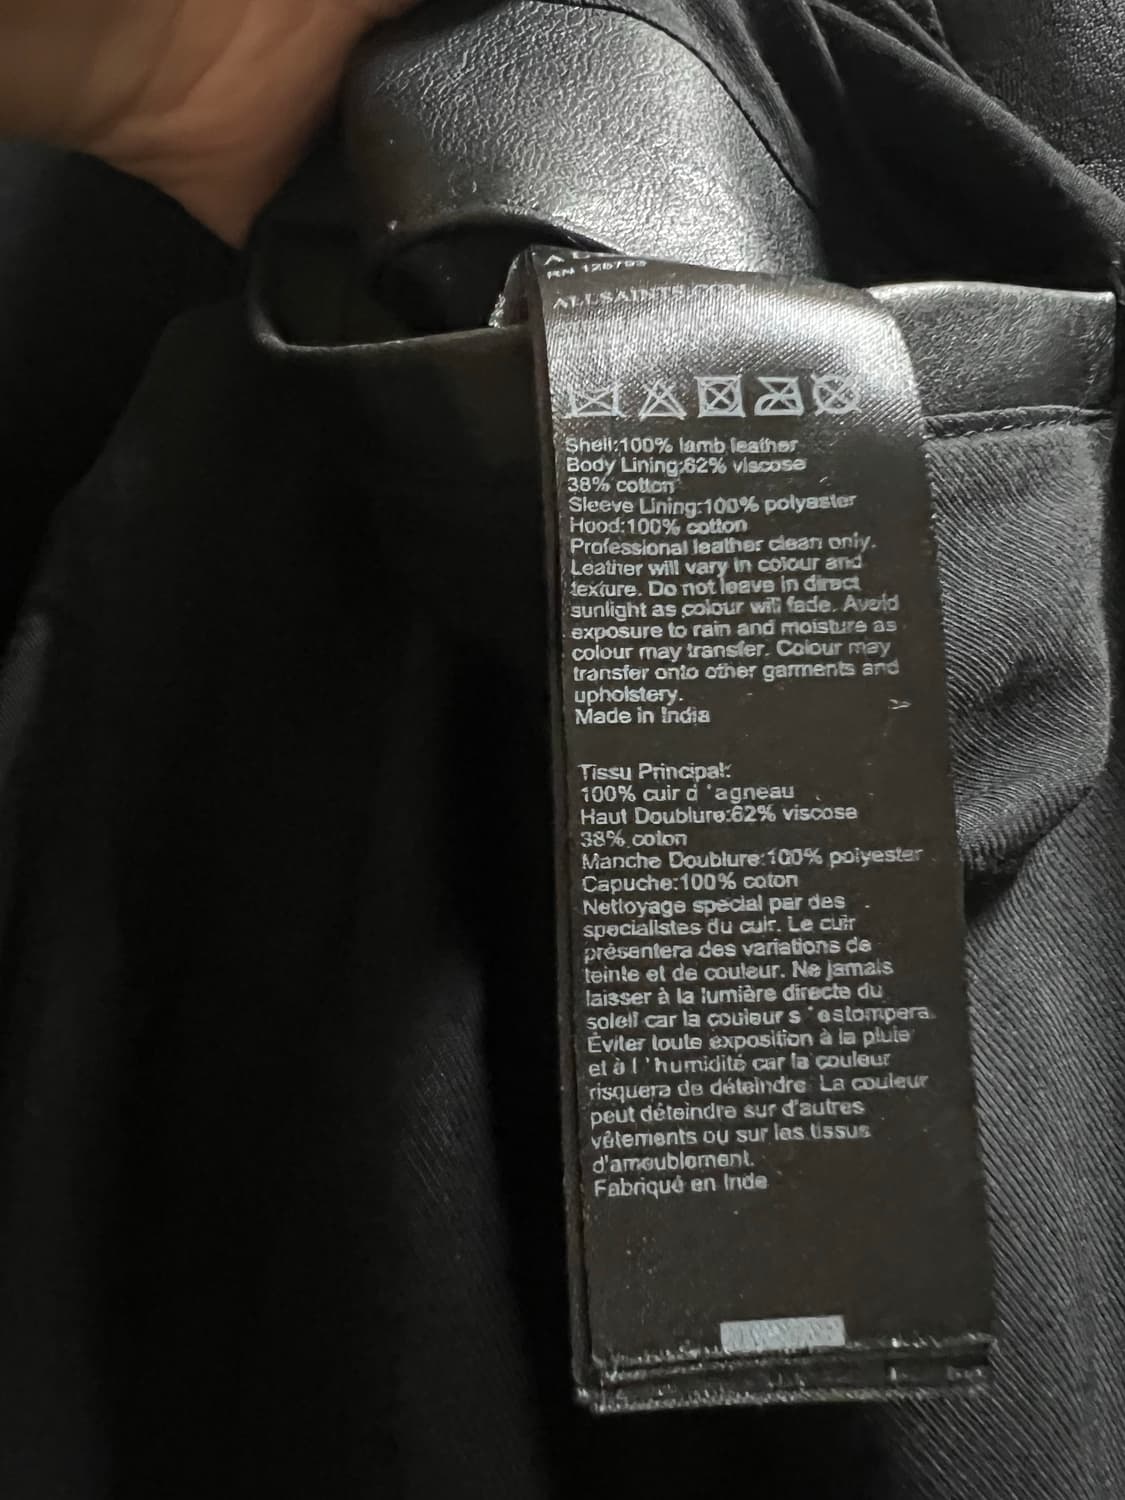 ALLSAINTS.COM
Shell:100% lamb leather
Body Lining:62% viscose
38% cotton
Sleeve Lining:100% polyester
Hood:100% cotton
Professional leather clean only.
Leather will vary in colour and
texture. Do not leave in direct
sunlight as colour will fade. Avoid
exposure to rain and moisture as
colour may transfer. Colour may
transfer onto other garments and
upholstery.
Made in India
Tissu Principal:
100% cuir d'agneau
Haut Doublure:62% viscose
38% coton
Manche Doublure:100% polyester
Capuche:100% coton
Nettoyage special par des
specialistes du cuir. Le cuir
présentera des variations de
teinte et de couleur. Ne jamais
laisser à la lumière directe du
soleil car la couleur s'estompera.
Éviter toute exposition à la pluie
et à l'humidité car la couleur
risquera de déteindre. La couleur
peut déteindre sur d'autres
vêtements ou sur les tissus
d'ameublement.
Fabriqué en Inde